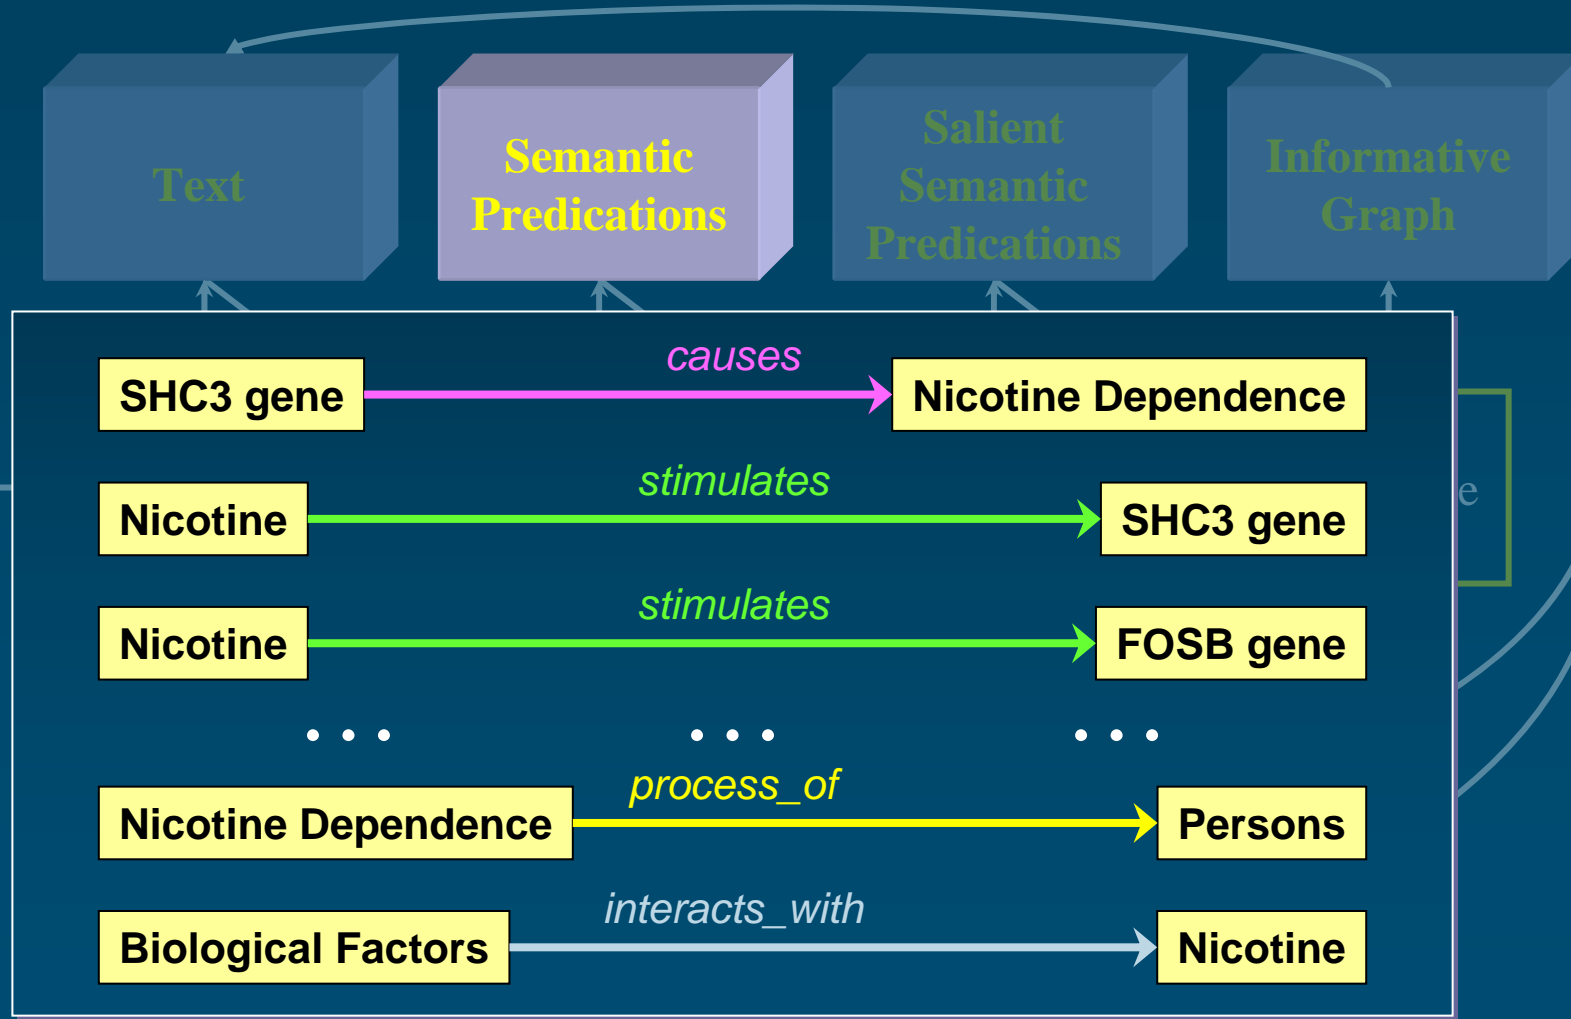 Text
Semantic
Predications
Salient
Semantic
Predications
Informative
Graph
causes
SHC3 gene
Nicotine Dependence
stimulates
Nicotine
SHC3 gene
e
stimulates
Nicotine
FOSB gene
... ... ...
process_of
Nicotine Dependence
Persons
interacts_with
Biological Factors
Nicotine